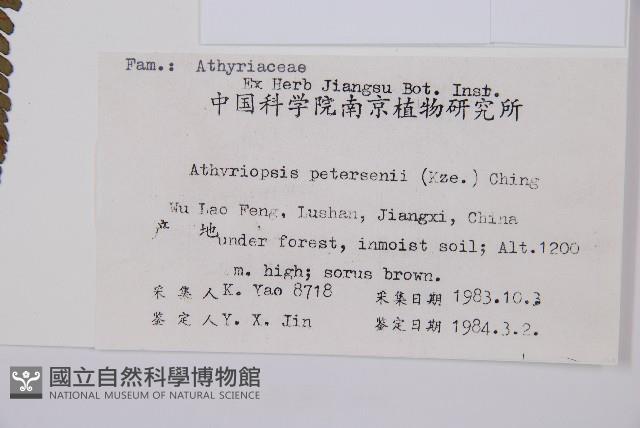 Fam.: Athyriaceae
Ex Herb Jiangsu Bot. Inst.
中国科学院南京植物研究所
Athyriopsis petersenii (Kze.) Ching
Wu Lao Feng, Lushan, Jiangxi, China
产 地 under forest, inmoist soil; Alt.1200
m. high; sorus brown.
采 集 人 K. Yao 8718 采集日期 1983.10.3
鉴 定 人 Y. X. Jin 鉴定日期 1984.3.2.
國立自然科學博物館
NATIONAL MUSEUM OF NATURAL SCIENCE